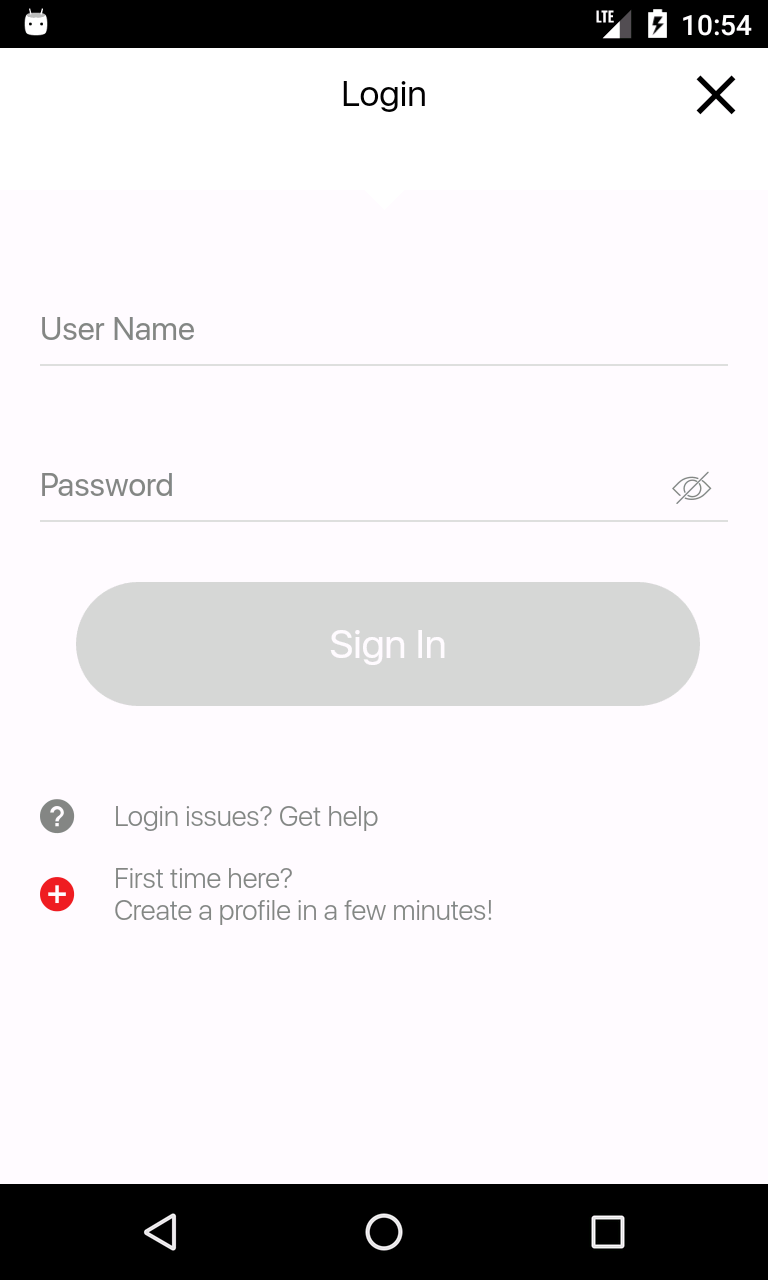 LTE 10:54
Login
User Name
Password
Sign In
Login issues? Get help
First time here?
Create a profile in a few minutes!